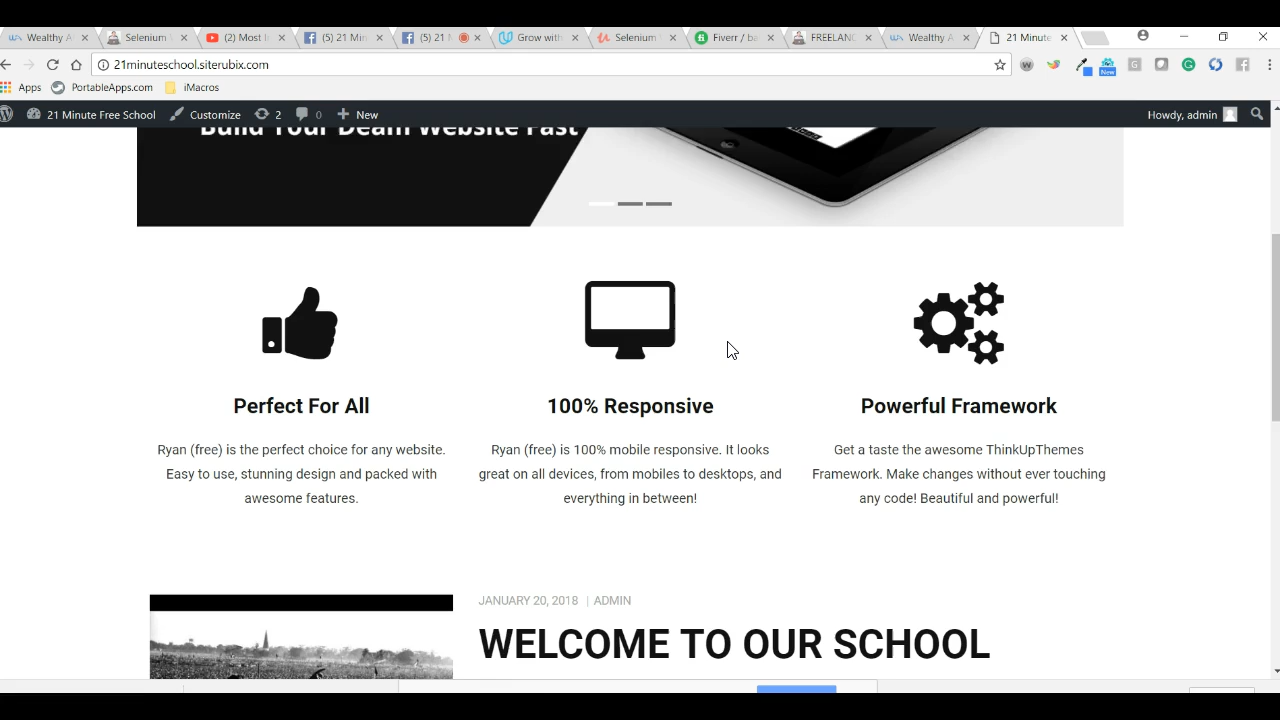 Wealthy A
Selenium
(2) Most
(5) 21 Min
(5) 21
Grow with
Selenium
Fiverr / ba
FREELANC
Wealthy A
21 Minute
21minuteschool.siterubix.com
New
Apps
PortableApps.com
iMacros
21 Minute Free School
Customize
2
0
New
Howdy, admin
Build Your Deam Website Fast
Perfect For All
100% Responsive
Powerful Framework
Ryan (free) is the perfect choice for any website.
Easy to use, stunning design and packed with
awesome features.
Ryan (free) is 100% mobile responsive. It looks
great on all devices, from mobiles to desktops, and
everything in between!
Get a taste the awesome ThinkUpThemes
Framework. Make changes without ever touching
any code! Beautiful and powerful!
JANUARY 20, 2018 | ADMIN
WELCOME TO OUR SCHOOL